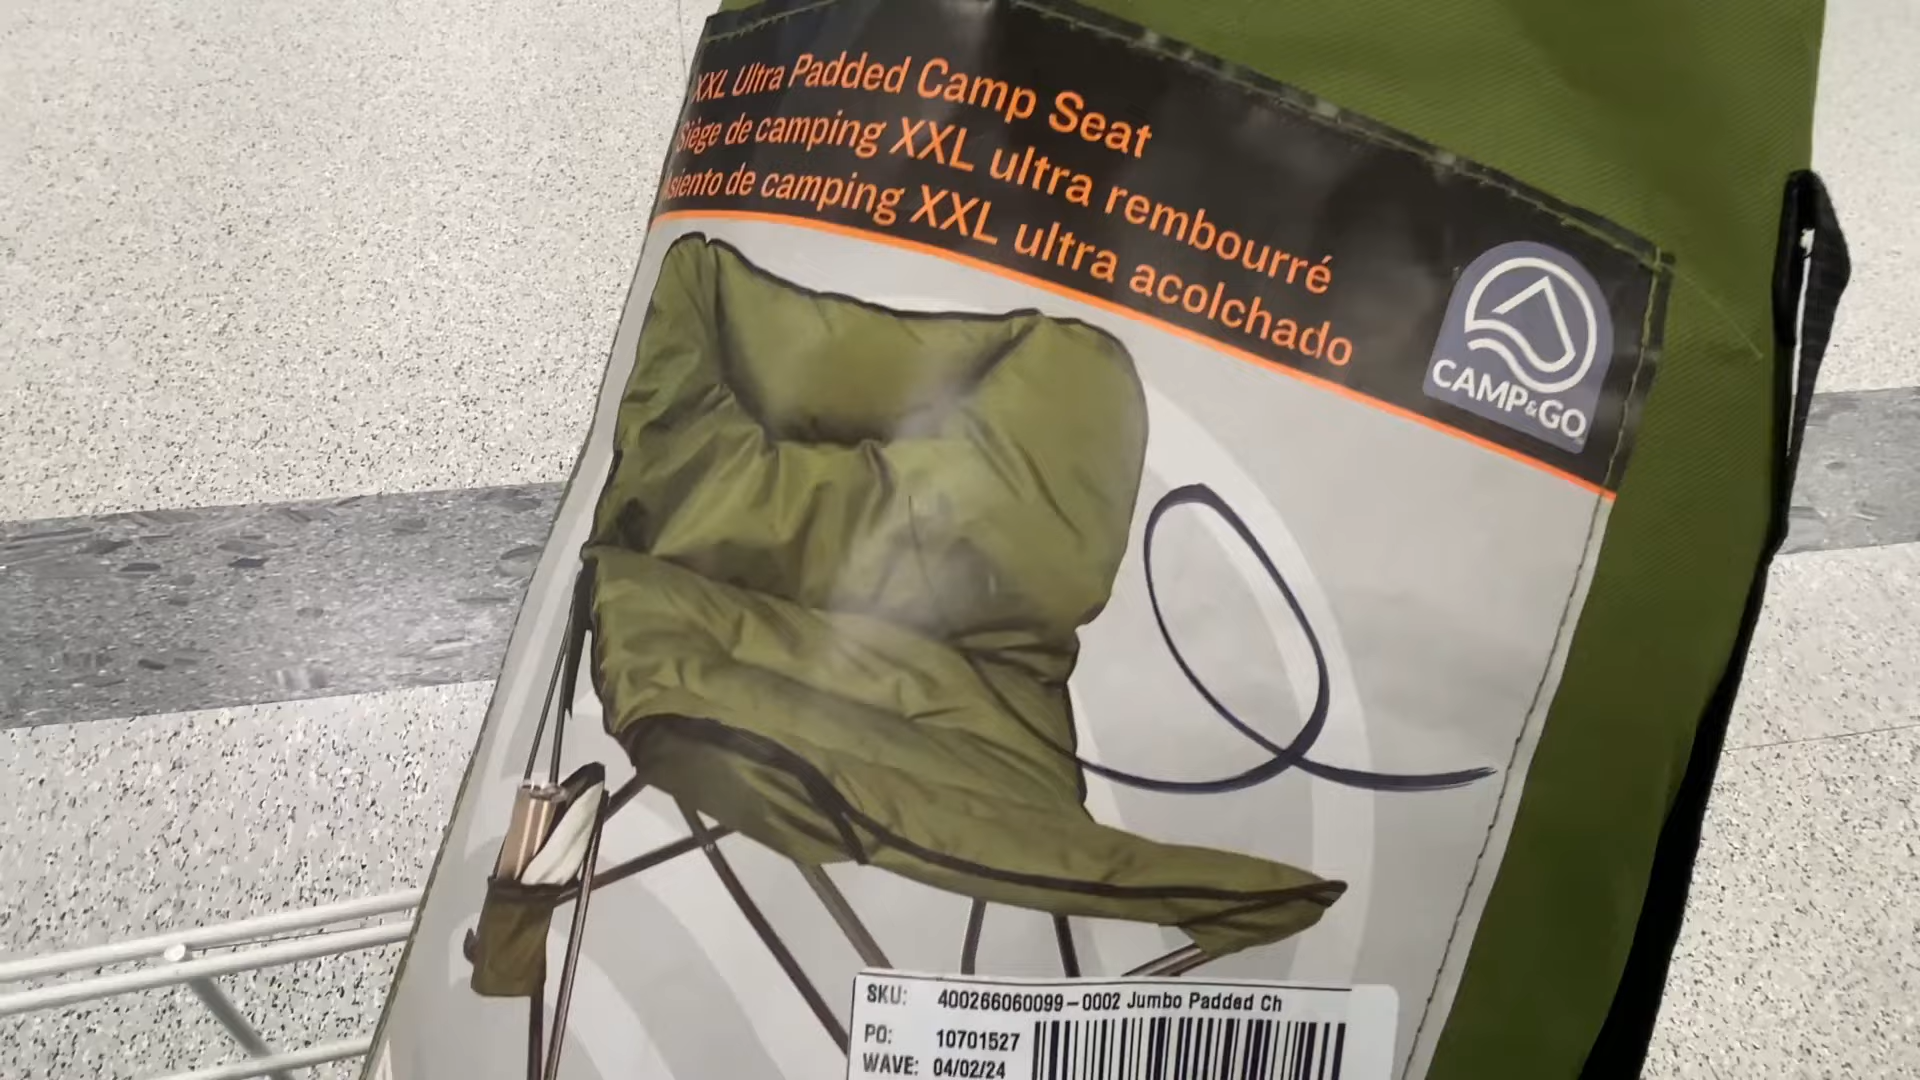 XXL Ultra Padded Camp Seat
Siège de camping XXL ultra rembourré
Asiento de camping XXL ultra acolchado
CAMP&GO
SKU: 400266060099-0002 Jumbo Padded Ch
PO: 10701527
WAVE: 04/02/24